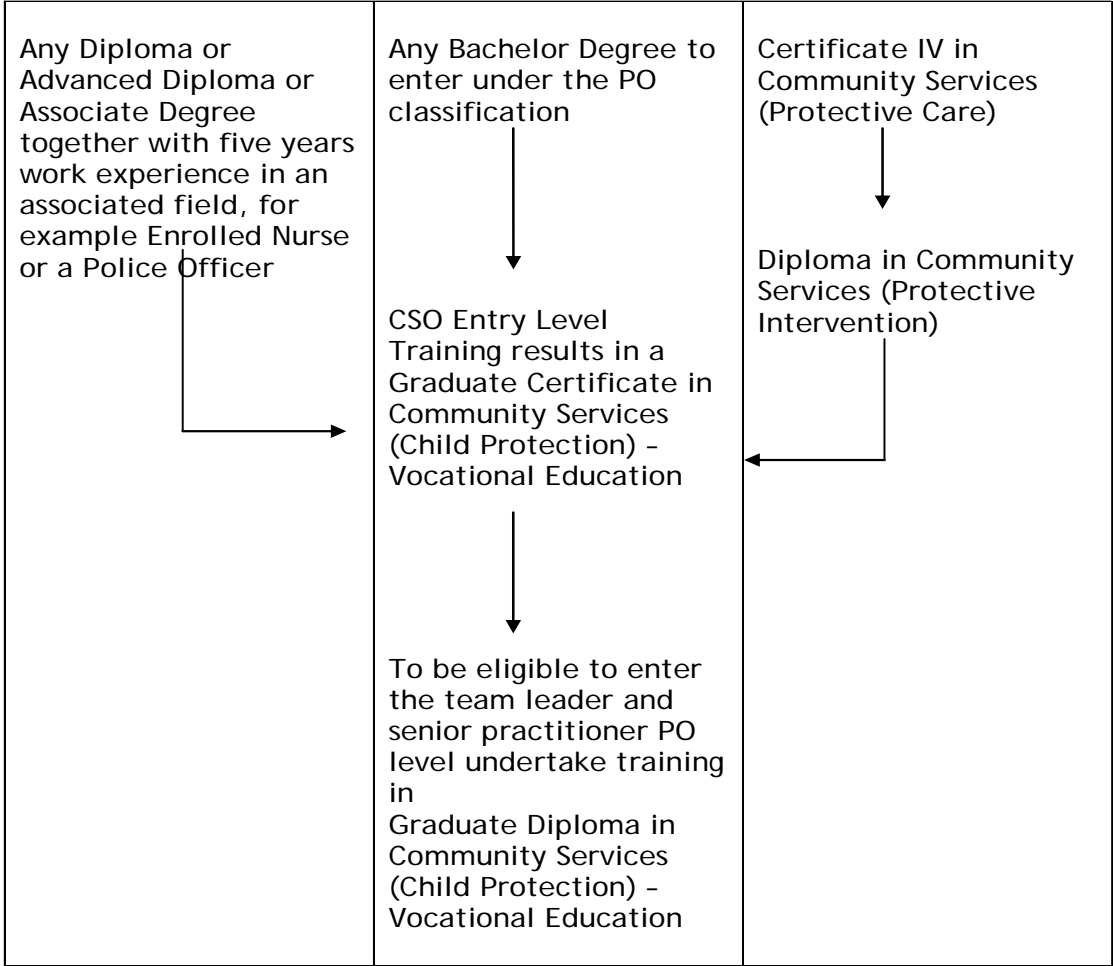 Any Diploma or
Advanced Diploma or
Associate Degree
together with five years
work experience in an
associated field, for
example Enrolled Nurse
or a Police Officer
Any Bachelor Degree to
enter under the PO
classification
CSO Entry Level
Training results in a
Graduate Certificate in
Community Services
(Child Protection) –
Vocational Education
To be eligible to enter
the team leader and
senior practitioner PO
level undertake training
in
Graduate Diploma in
Community Services
(Child Protection) –
Vocational Education
Certificate IV in
Community Services
(Protective Care)
Diploma in Community
Services (Protective
Intervention)